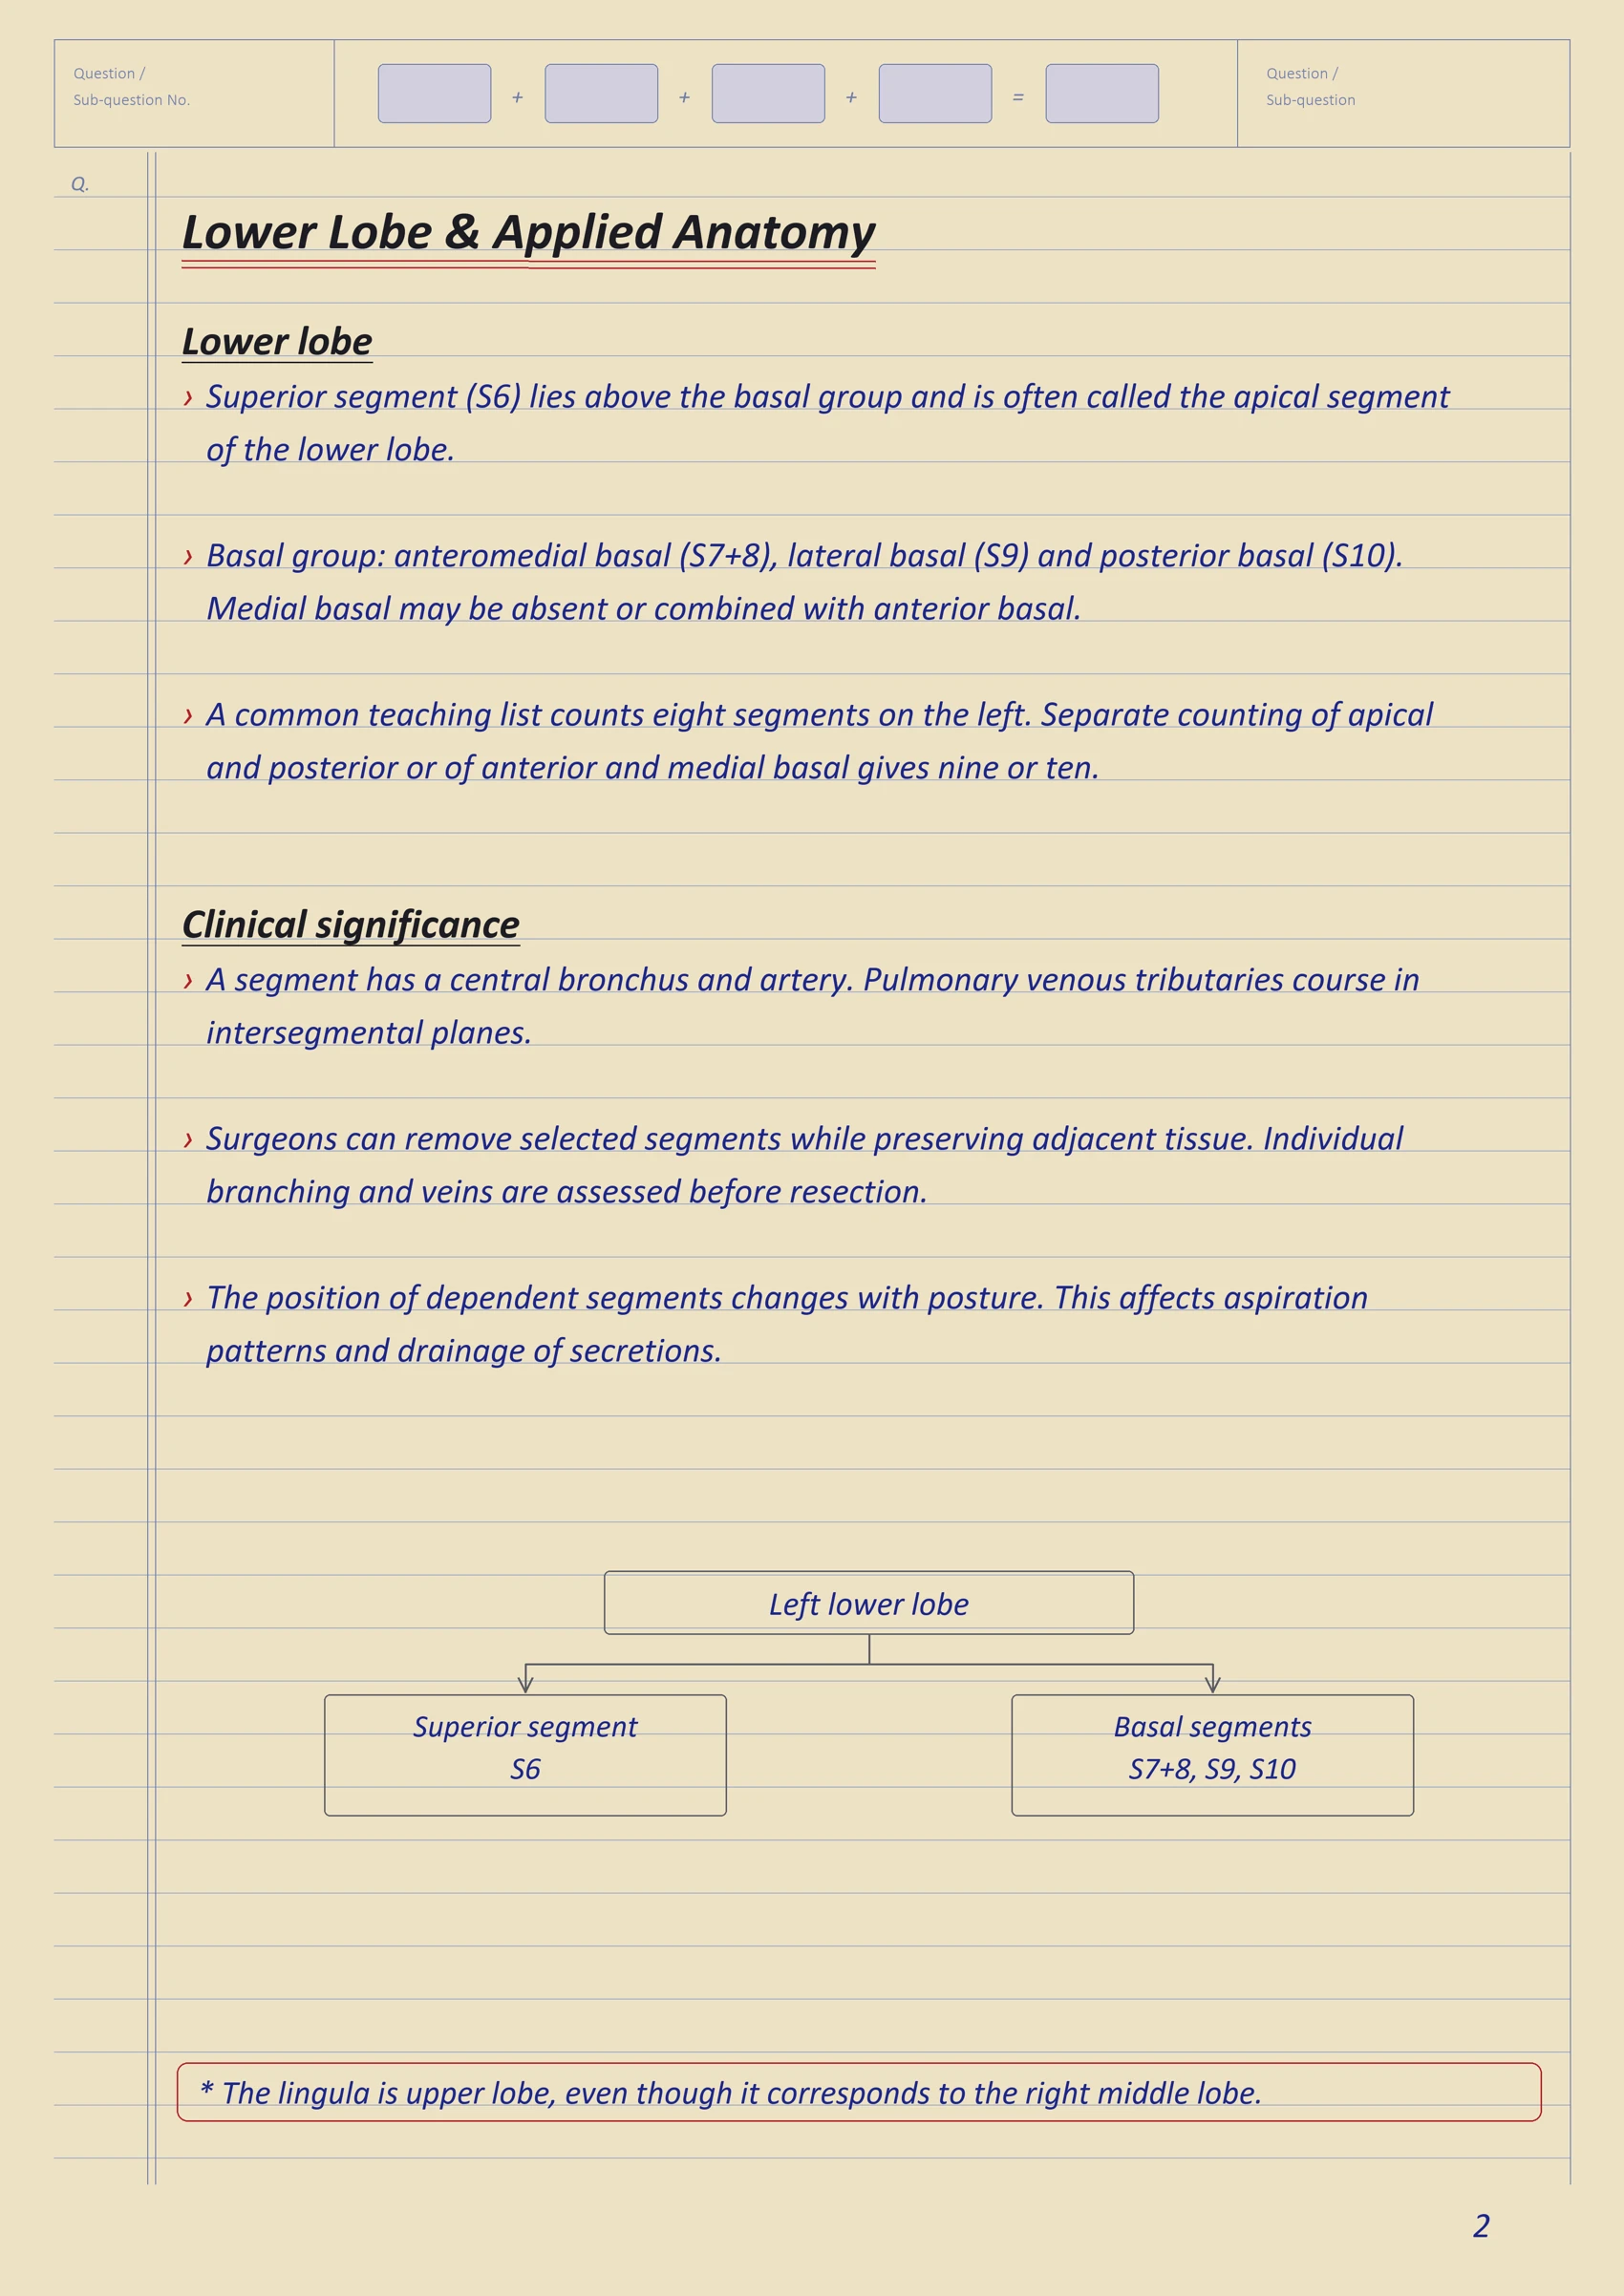 Question /
Sub-question No.
+ + + =
Question /
Sub-question
Q.
Lower Lobe & Applied Anatomy
Lower lobe
› Superior segment (S6) lies above the basal group and is often called the apical segment
of the lower lobe.
› Basal group: anteromedial basal (S7+8), lateral basal (S9) and posterior basal (S10).
Medial basal may be absent or combined with anterior basal.
› A common teaching list counts eight segments on the left. Separate counting of apical
and posterior or of anterior and medial basal gives nine or ten.
Clinical significance
› A segment has a central bronchus and artery. Pulmonary venous tributaries course in
intersegmental planes.
› Surgeons can remove selected segments while preserving adjacent tissue. Individual
branching and veins are assessed before resection.
› The position of dependent segments changes with posture. This affects aspiration
patterns and drainage of secretions.
Left lower lobe
Superior segment
S6
Basal segments
S7+8, S9, S10
* The lingula is upper lobe, even though it corresponds to the right middle lobe.
2